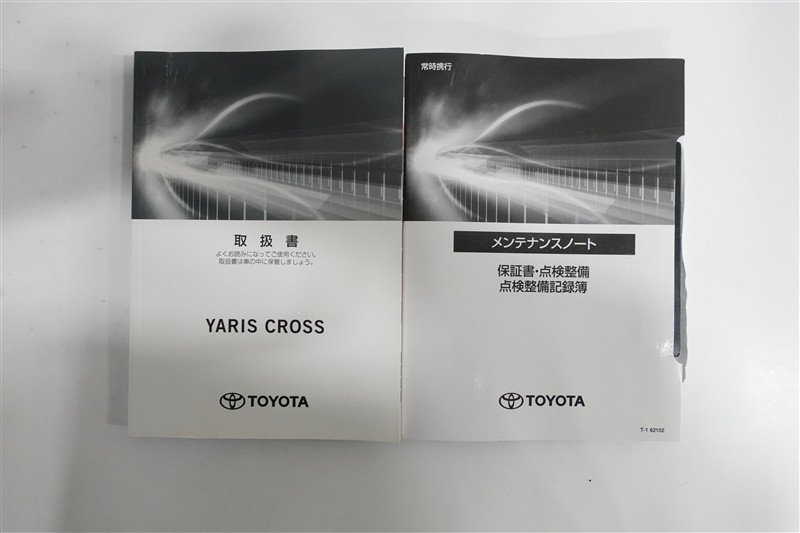 取扱書
よくお読みになってご使用ください。
取扱書は車の中に保管しましょう。
YARIS CROSS
TOYOTA
常時携行
メンテナンスノート
保証書・点検整備
点検整備記録簿
TOYOTA
T-1 62102